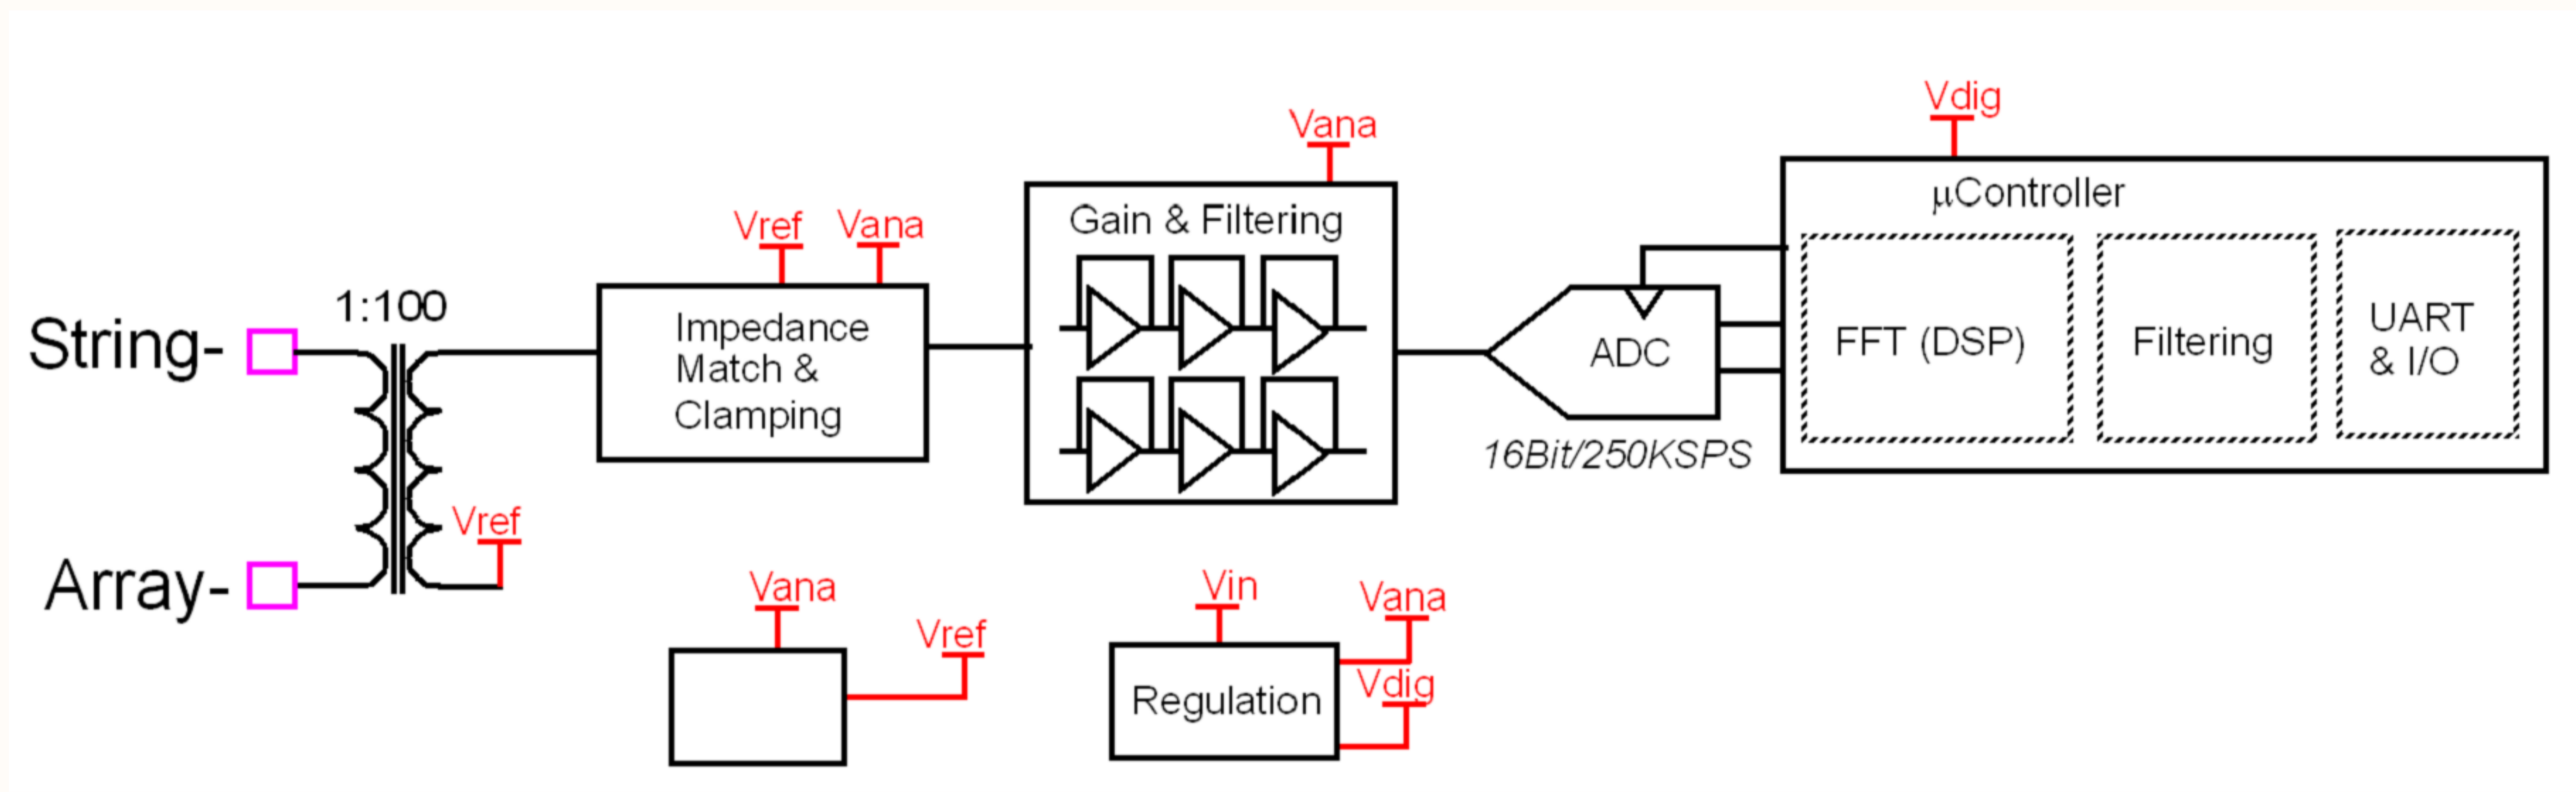 String-
1:100
Array-
Vref
Vref
Vana
Impedance
Match &
Clamping
Vana
Gain & Filtering
ADC
16Bit/250KSPS
Vdig
µController
FFT (DSP)
Filtering
UART
& I/O
Vana
Vref
Vin
Regulation
Vana
Vdig